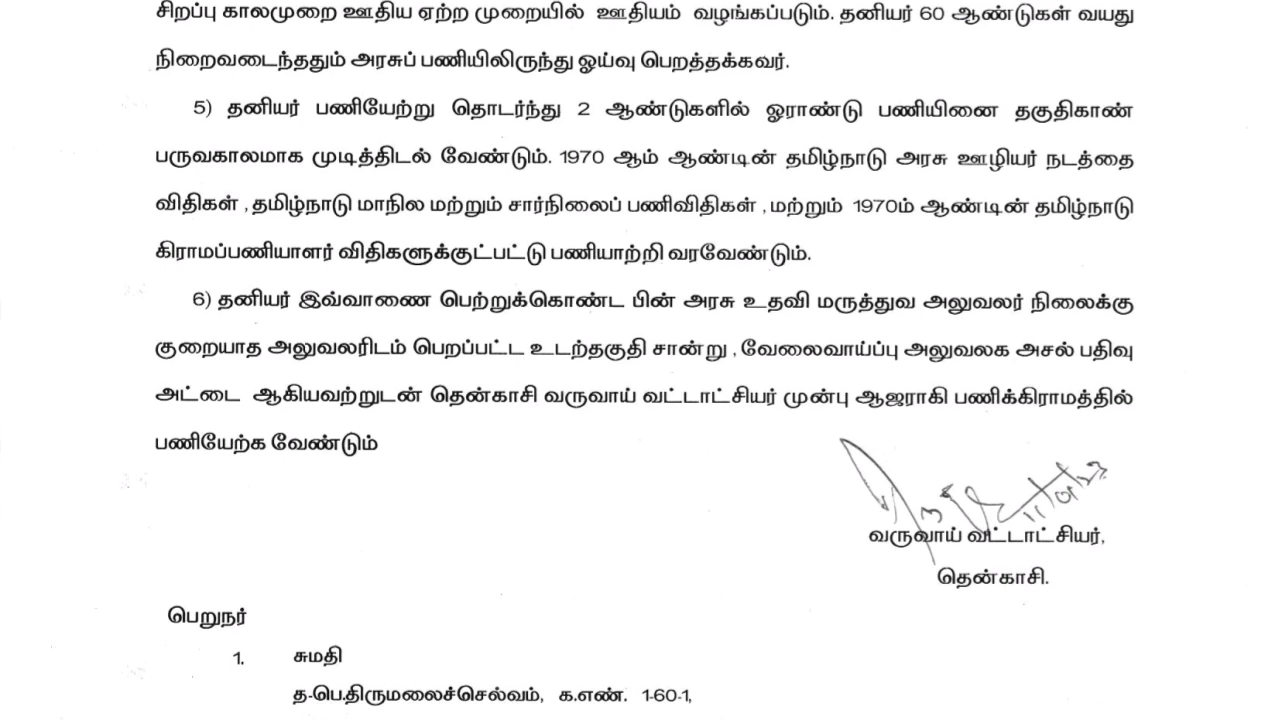 சிறப்பு காலமுறை ஊதிய ஏற்ற முறையில் ஊதியம் வழங்கப்படும். தனியர் 60 ஆண்டுகள் வயது
நிறைவடைந்ததும் அரசுப் பணியிலிருந்து ஓய்வு பெறத்தக்கவர்.
5) தனியர் பணியேற்று தொடர்ந்து 2 ஆண்டுகளில் ஓராண்டு பணியினை தகுதிகாண்
பருவகாலமாக முடித்திடல் வேண்டும். 1970 ஆம் ஆண்டின் தமிழ்நாடு அரசு ஊழியர் நடத்தை
விதிகள் , தமிழ்நாடு மாநில மற்றும் சார்நிலைப் பணிவிதிகள் , மற்றும் 1970ம் ஆண்டின் தமிழ்நாடு
கிராமப்பணியாளர் விதிகளுக்குட்பட்டு பணியாற்றி வரவேண்டும்.
6) தனியர் இவ்வாணை பெற்றுக்கொண்ட பின் அரசு உதவி மருத்துவ அலுவலர் நிலைக்கு
குறையாத அலுவலரிடம் பெறப்பட்ட உடற்தகுதி சான்று , வேலைவாய்ப்பு அலுவலக அசல் பதிவு
அட்டை ஆகியவற்றுடன் தென்காசி வருவாய் வட்டாட்சியர் முன்பு ஆஜராகி பணிக்கிராமத்தில்
பணியேற்க வேண்டும்
11/01/23
வருவாய் வட்டாட்சியர்,
தென்காசி.
பெறுநர்
1. சுமதி
த-பெ.திருமலைச்செல்வம், க.எண். 1-60-1,